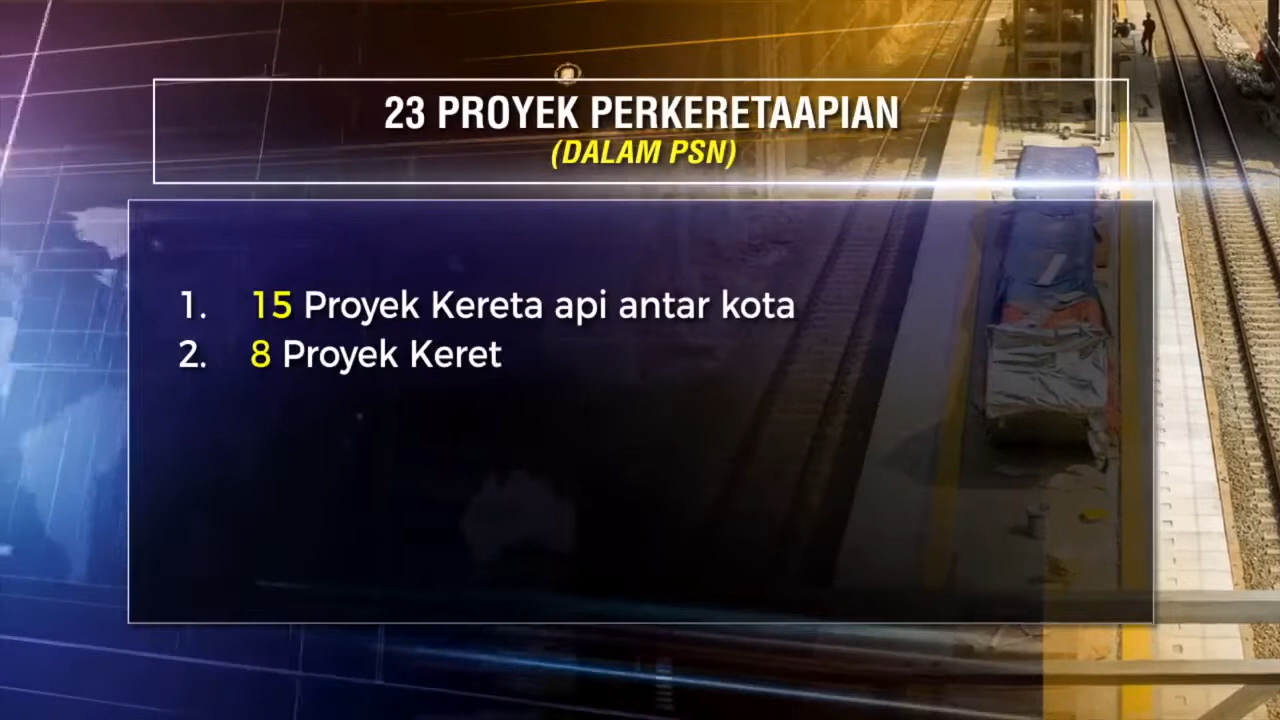 23 PROYEK PERKERETAAPIAN
(DALAM PSN)
1. 15 Proyek Kereta api antar kota
2. 8 Proyek Keret